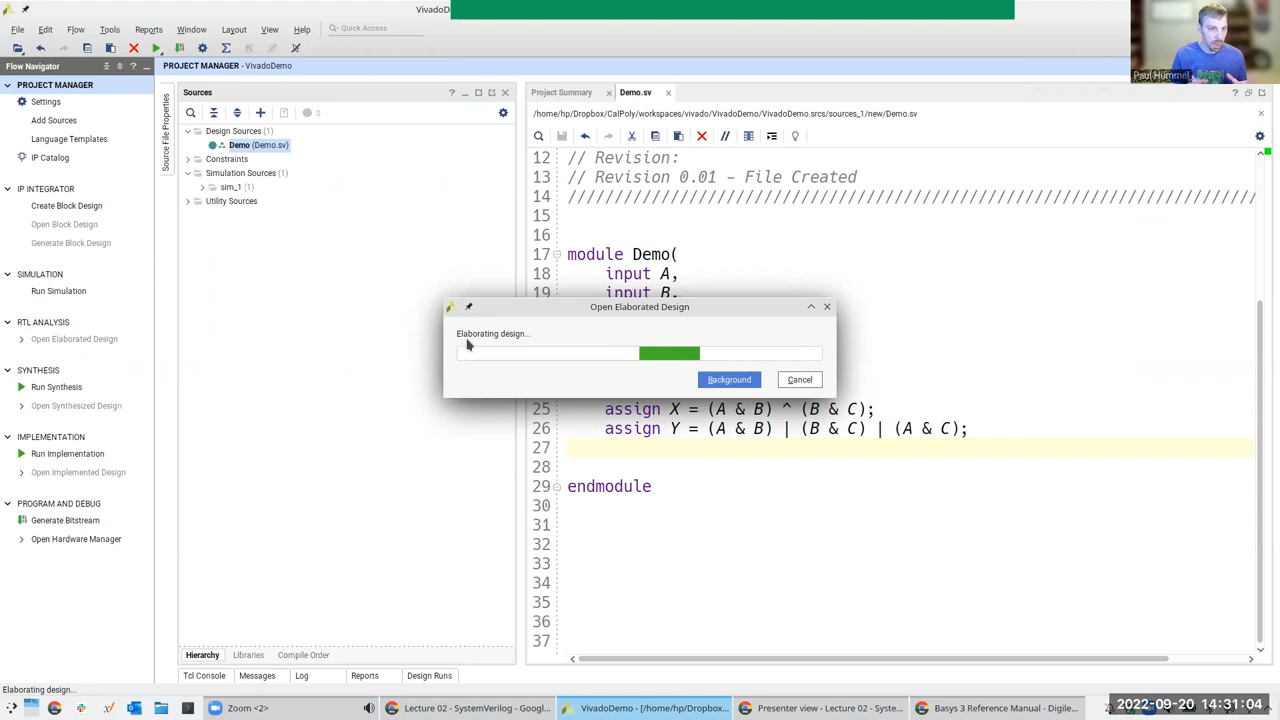 VivadoD
File Edit Flow Tools Reports Window Layout View Help Quick Access
Paul Hummel
Flow Navigator
PROJECT MANAGER - VivadoDemo
PROJECT MANAGER
Settings
Add Sources
Language Templates
IP Catalog
IP INTEGRATOR
Create Block Design
Open Block Design
Generate Block Design
SIMULATION
Run Simulation
RTL ANALYSIS
Open Elaborated Design
SYNTHESIS
Run Synthesis
Open Synthesized Design
IMPLEMENTATION
Run Implementation
Open Implemented Design
PROGRAM AND DEBUG
Generate Bitstream
Open Hardware Manager
Source File Properties
Sources
0
Design Sources (1)
Demo (Demo.sv)
Constraints
Simulation Sources (1)
sim_1 (1)
Utility Sources
Hierarchy Libraries Compile Order
Project Summary Demo.sv
/home/hp/Dropbox/CalPoly/workspaces/vivado/VivadoDemo/VivadoDemo.srcs/sources_1/new/Demo.sv
12 // Revision:
13 // Revision 0.01 - File Created
14 //////////////////////////////////////////////////////////////////////////
15
16
17 module Demo(
18 input A,
19 input B,
25 assign X = (A & B) ^ (B & C);
26 assign Y = (A & B) | (B & C) | (A & C);
27
28
29 endmodule
30
31
32
33
34
35
36
37
Open Elaborated Design
Elaborating design...
Background Cancel
Tcl Console Messages Log Reports Design Runs
Elaborating design...
Zoom <2>
Lecture 02 - SystemVerilog - Googl...
VivadoDemo - [/home/hp/Dropbox...
Presenter view - Lecture 02 - System...
Basys 3 Reference Manual - Digile...
2022-09-20 14:31:04